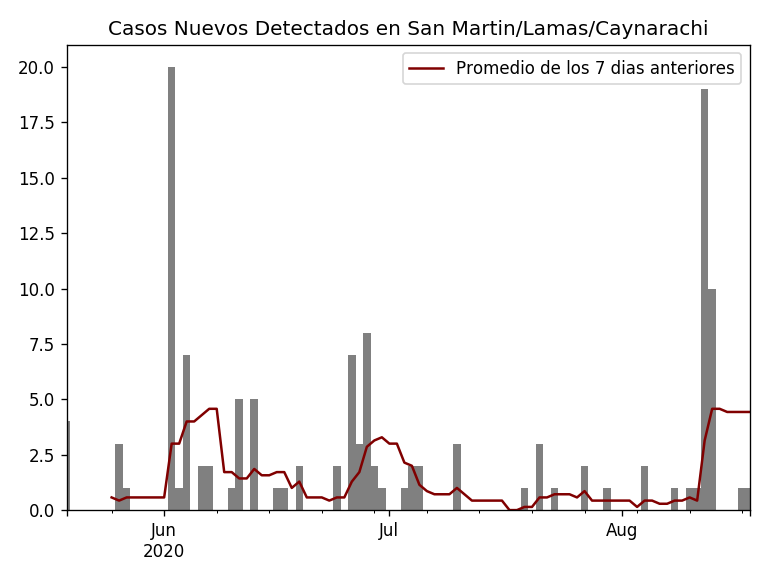 Casos Nuevos Detectados en San Martin/Lamas/Caynarachi
Promedio de los 7 dias anteriores
20.0
17.5
15.0
12.5
10.0
7.5
5.0
2.5
0.0
Jun
2020
Jul
Aug